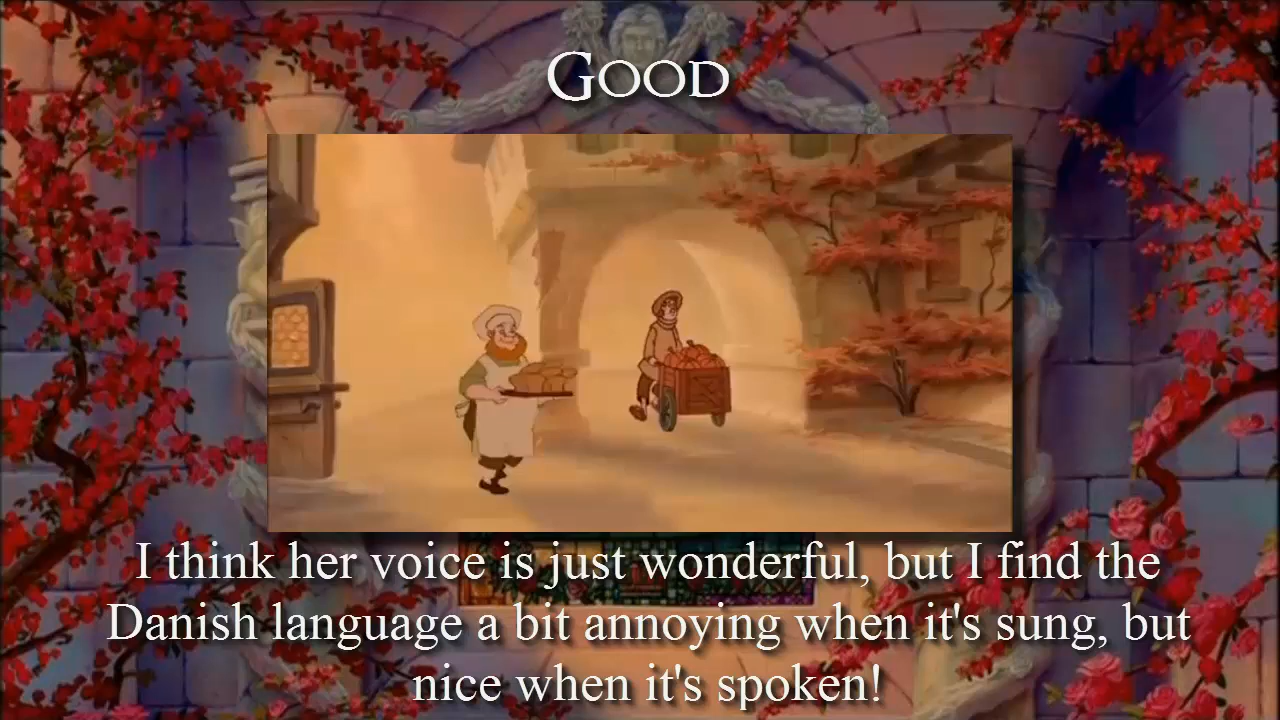 Good
I think her voice is just wonderful, but I find the
Danish language a bit annoying when it's sung, but
nice when it's spoken!